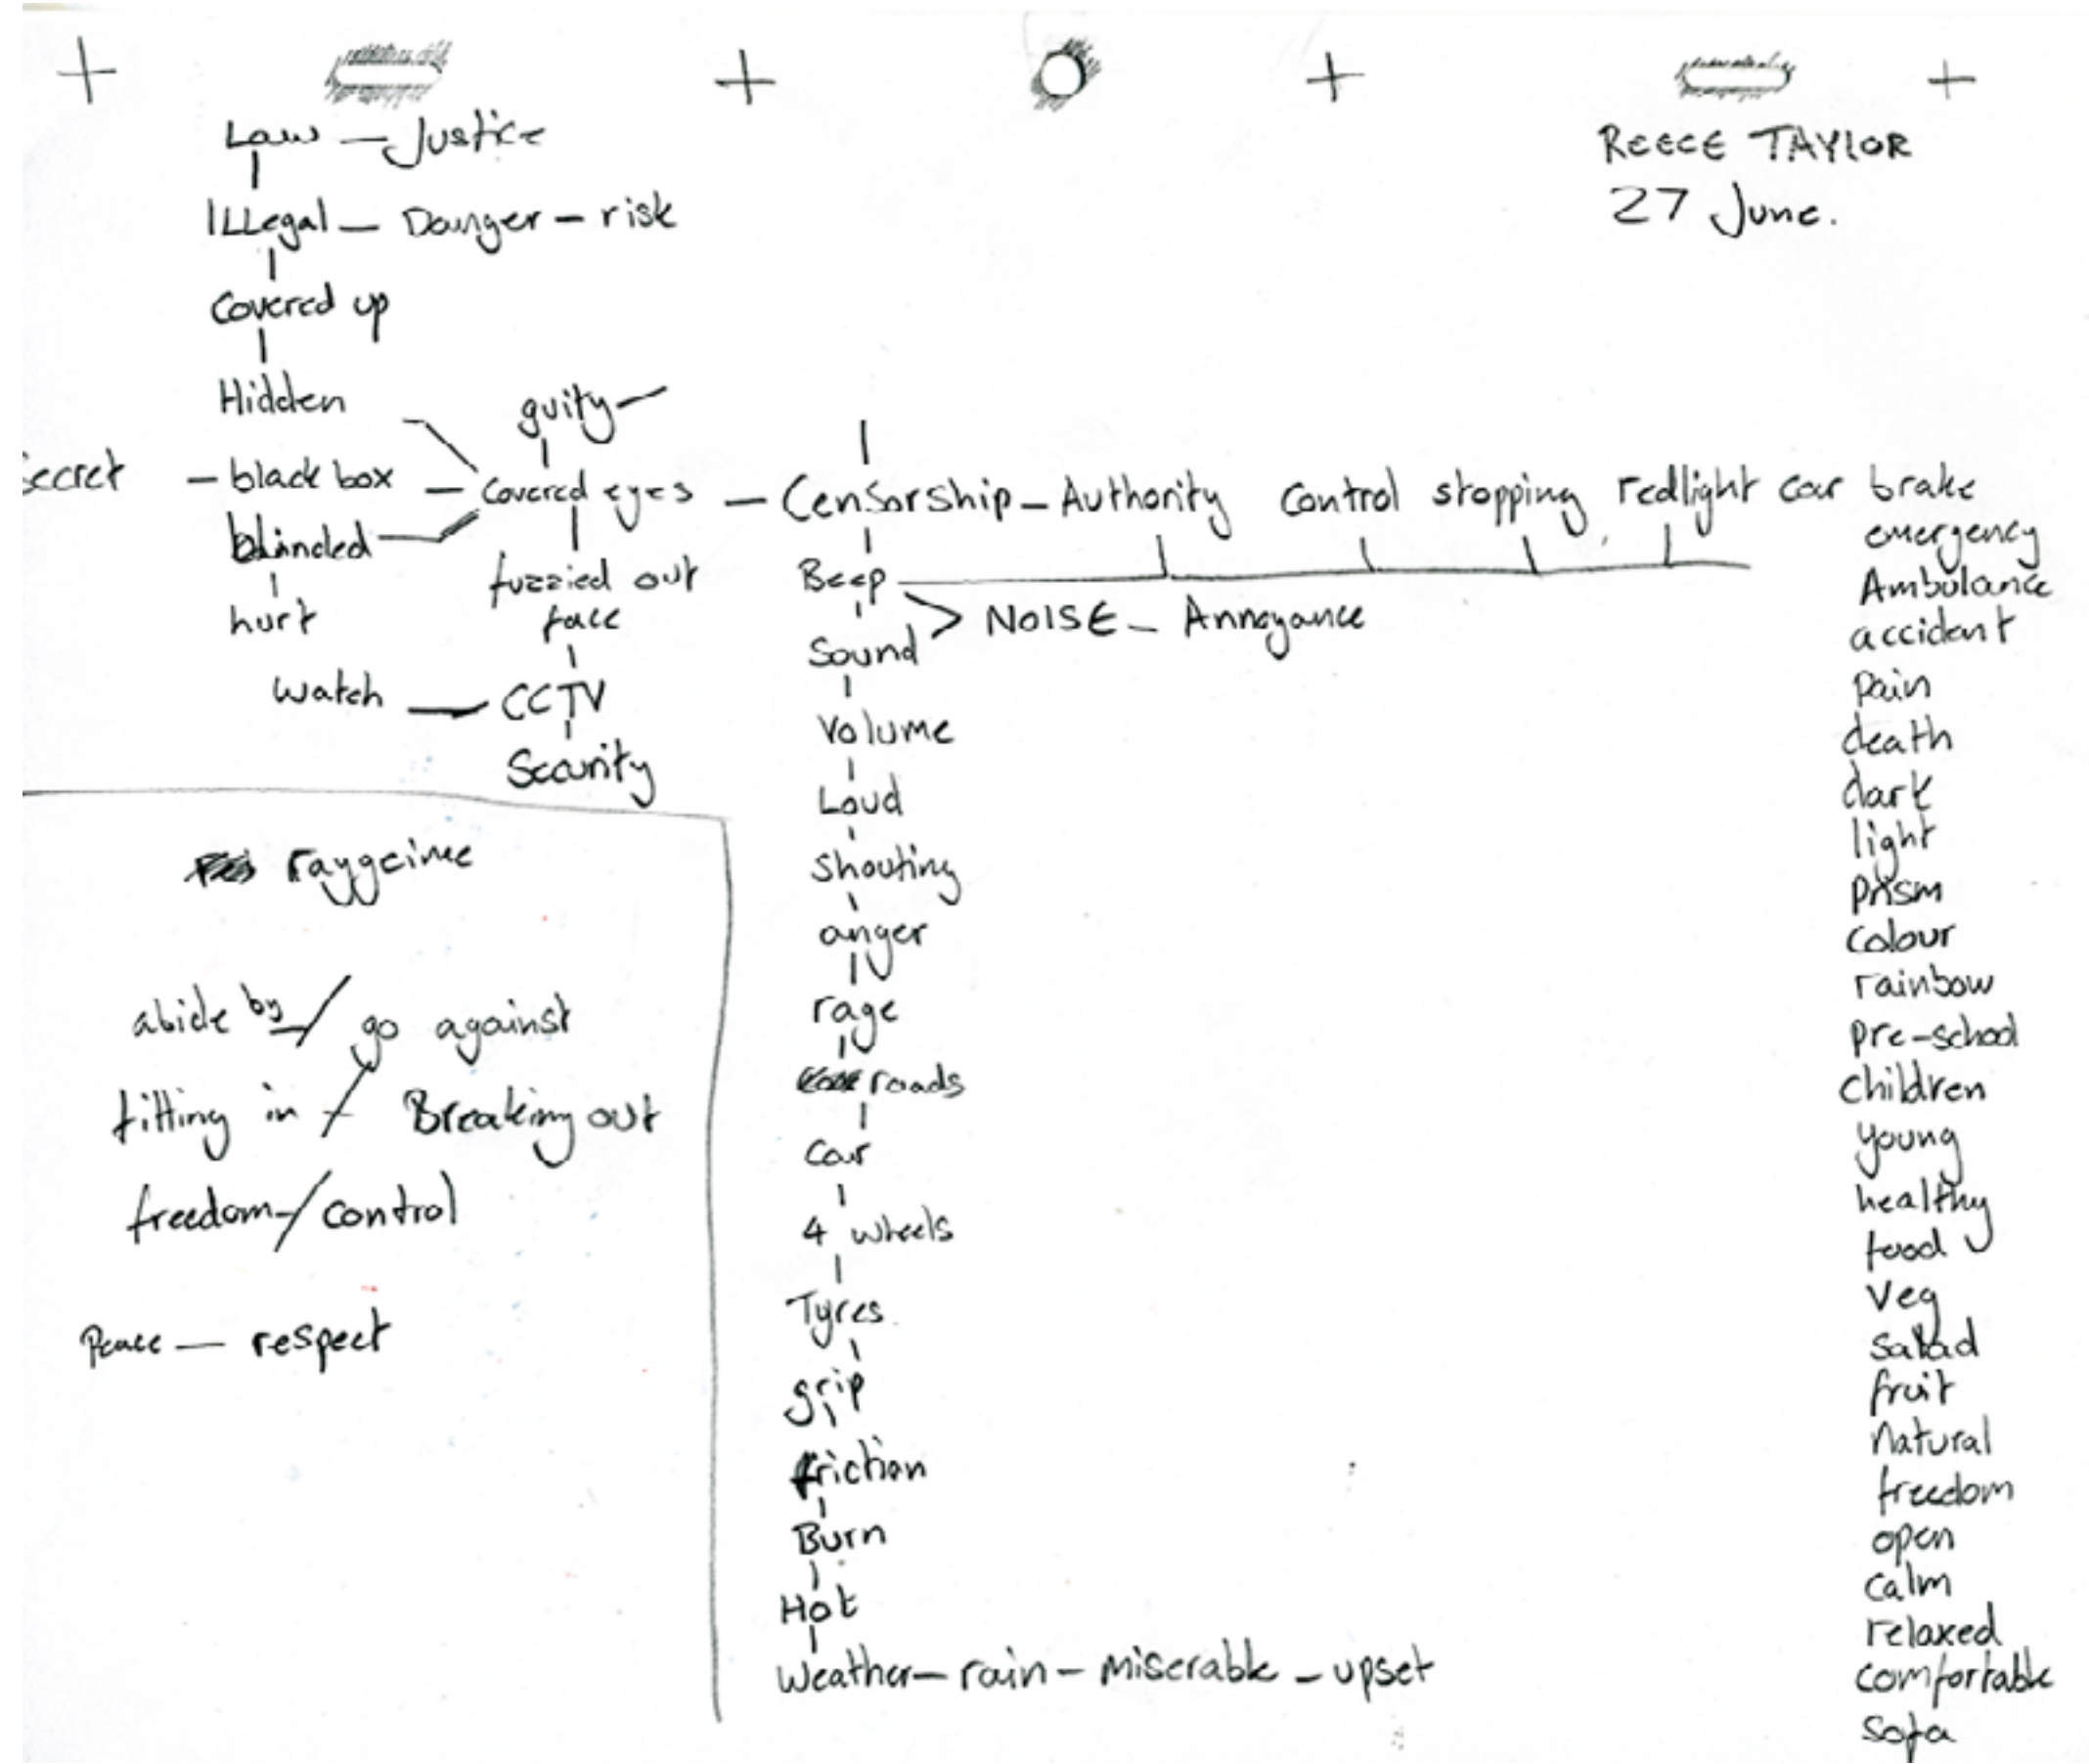 REECE TAYLOR
27 June.
Law — Justice
ILLegal — Danger — risk
Covered up
Hidden
guity —
Secret — black box — Covered eyes — Censorship — Authority Control stopping redlight car brake
blinded
hurt
fuzzied out
face
watch — CCTV
Security
Beep
NOISE — Annoyance
Sound
Volume
Loud
Shouting
anger
rage
roads
Car
4 wheels
Tyres
grip
friction
Burn
Hot
Weather — rain — miserable — upset
emergency
Ambulance
accident
pain
death
dark
light
prism
colour
rainbow
pre-school
children
young
healthy
food
veg
salad
fruit
natural
freedom
open
calm
relaxed
comfortable
sofa
abide by / go against
fitting in / Breaking out
freedom / control
Peace — respect